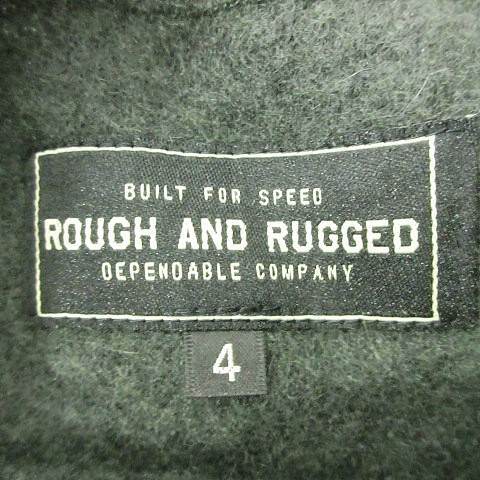 BUILT FOR SPEED
ROUGH AND RUGGED
DEPENDABLE COMPANY
4